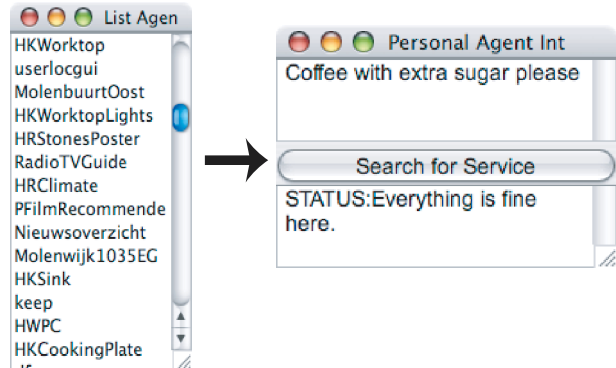 List Agen
HKWorktop
userlocgui
MolenbuurtOost
HKWorktopLights
HRStonesPoster
RadioTVGuide
HRClimate
PFilmRecommende
Nieuwsoverzicht
Molenwijk1035EG
HKSink
keep
HWPC
HKCookingPlate
Personal Agent Int
Coffee with extra sugar please
Search for Service
STATUS:Everything is fine
here.